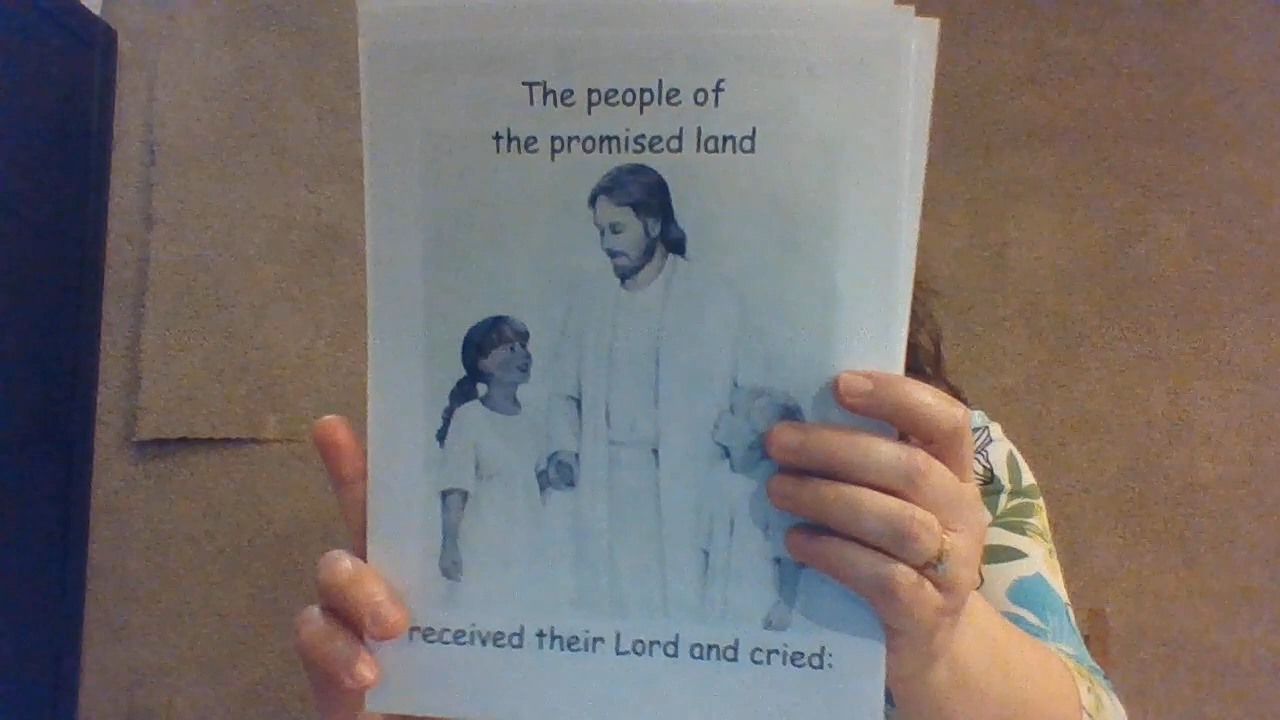 The people of
the promised land
received their Lord and cried: